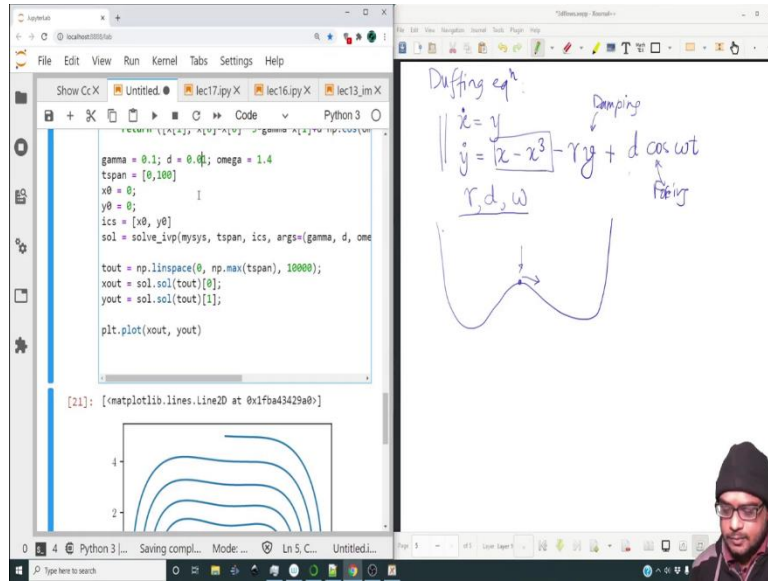 JupyterLab
localhost:8888/lab
File Edit View Run Kernel Tabs Settings Help
Show Cc Untitled. lec17.ipy lec16.ipy lec13_im
Code Python 3
gamma = 0.1; d = 0.01; omega = 1.4
tspan = [0,100]
x0 = 0;
y0 = 0;
ics = [x0, y0]
sol = solve_ivp(mysys, tspan, ics, args=(gamma, d, ome
tout = np.linspace(0, np.max(tspan), 10000);
xout = sol.sol(tout)[0];
yout = sol.sol(tout)[1];
plt.plot(xout, yout)
[21]: [<matplotlib.lines.Line2D at 0x1fba43429a0>]
4
2
0 4 Python 3 |... Saving compl... Mode: ... Ln 5, C... Untitled.i...
Type here to search
Duffing eqⁿ:
Damping
ẋ = y
ẏ = x - x³ - γy + d cos ωt
γ, d, ω
Forcing